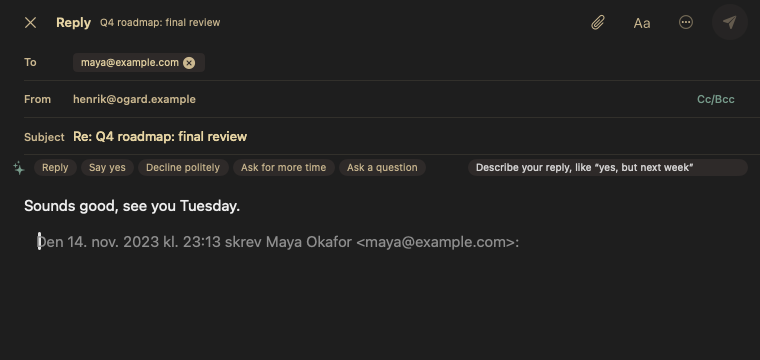 Reply Q4 roadmap: final review Aa
To maya@example.com
From henrik@ogard.example Cc/Bcc
Subject Re: Q4 roadmap: final review
Reply Say yes Decline politely Ask for more time Ask a question Describe your reply, like “yes, but next week”
Sounds good, see you Tuesday.
Den 14. nov. 2023 kl. 23:13 skrev Maya Okafor <maya@example.com>: